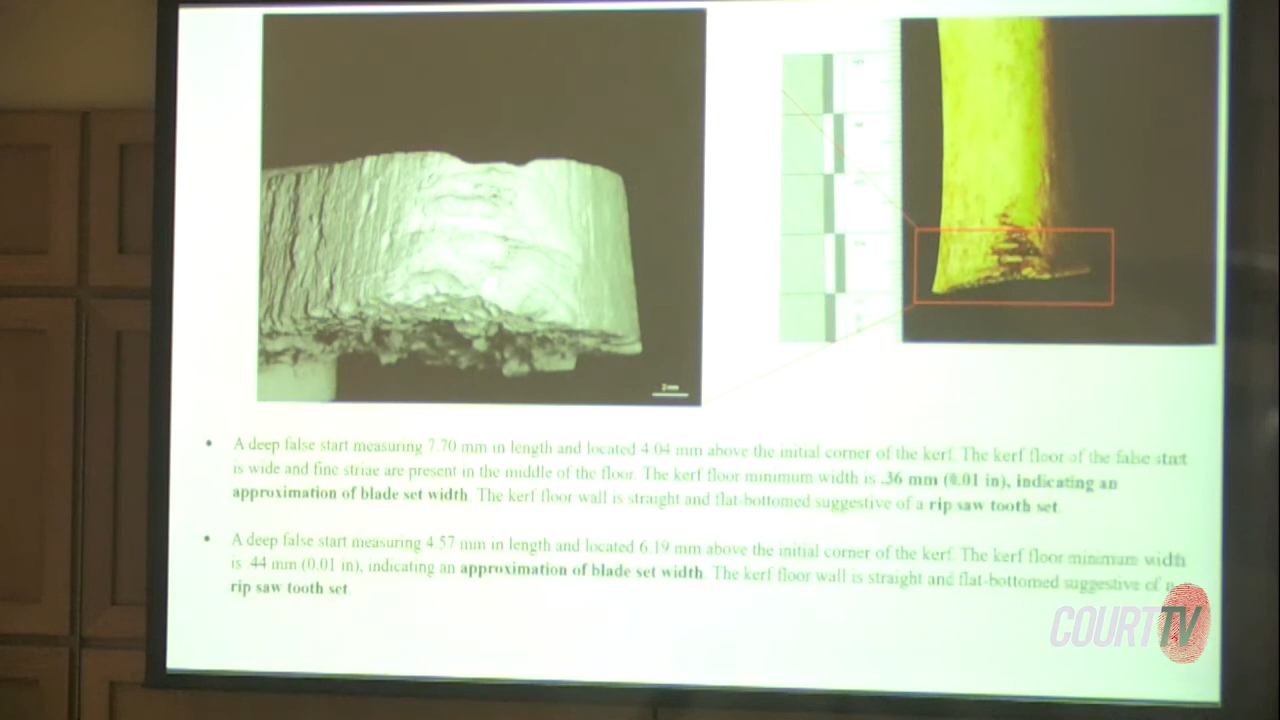 2 mm
• A deep false start measuring 7.70 mm in length and located 4.04 mm above the initial corner of the kerf. The kerf floor of the false start
is wide and fine striae are present in the middle of the floor. The kerf floor minimum width is .36 mm (0.01 in), indicating an
approximation of blade set width. The kerf floor wall is straight and flat-bottomed suggestive of a rip saw tooth set.
• A deep false start measuring 4.57 mm in length and located 6.19 mm above the initial corner of the kerf. The kerf floor minimum width
is .44 mm (0.01 in), indicating an approximation of blade set width. The kerf floor wall is straight and flat-bottomed suggestive of a
rip saw tooth set.
COURT TV